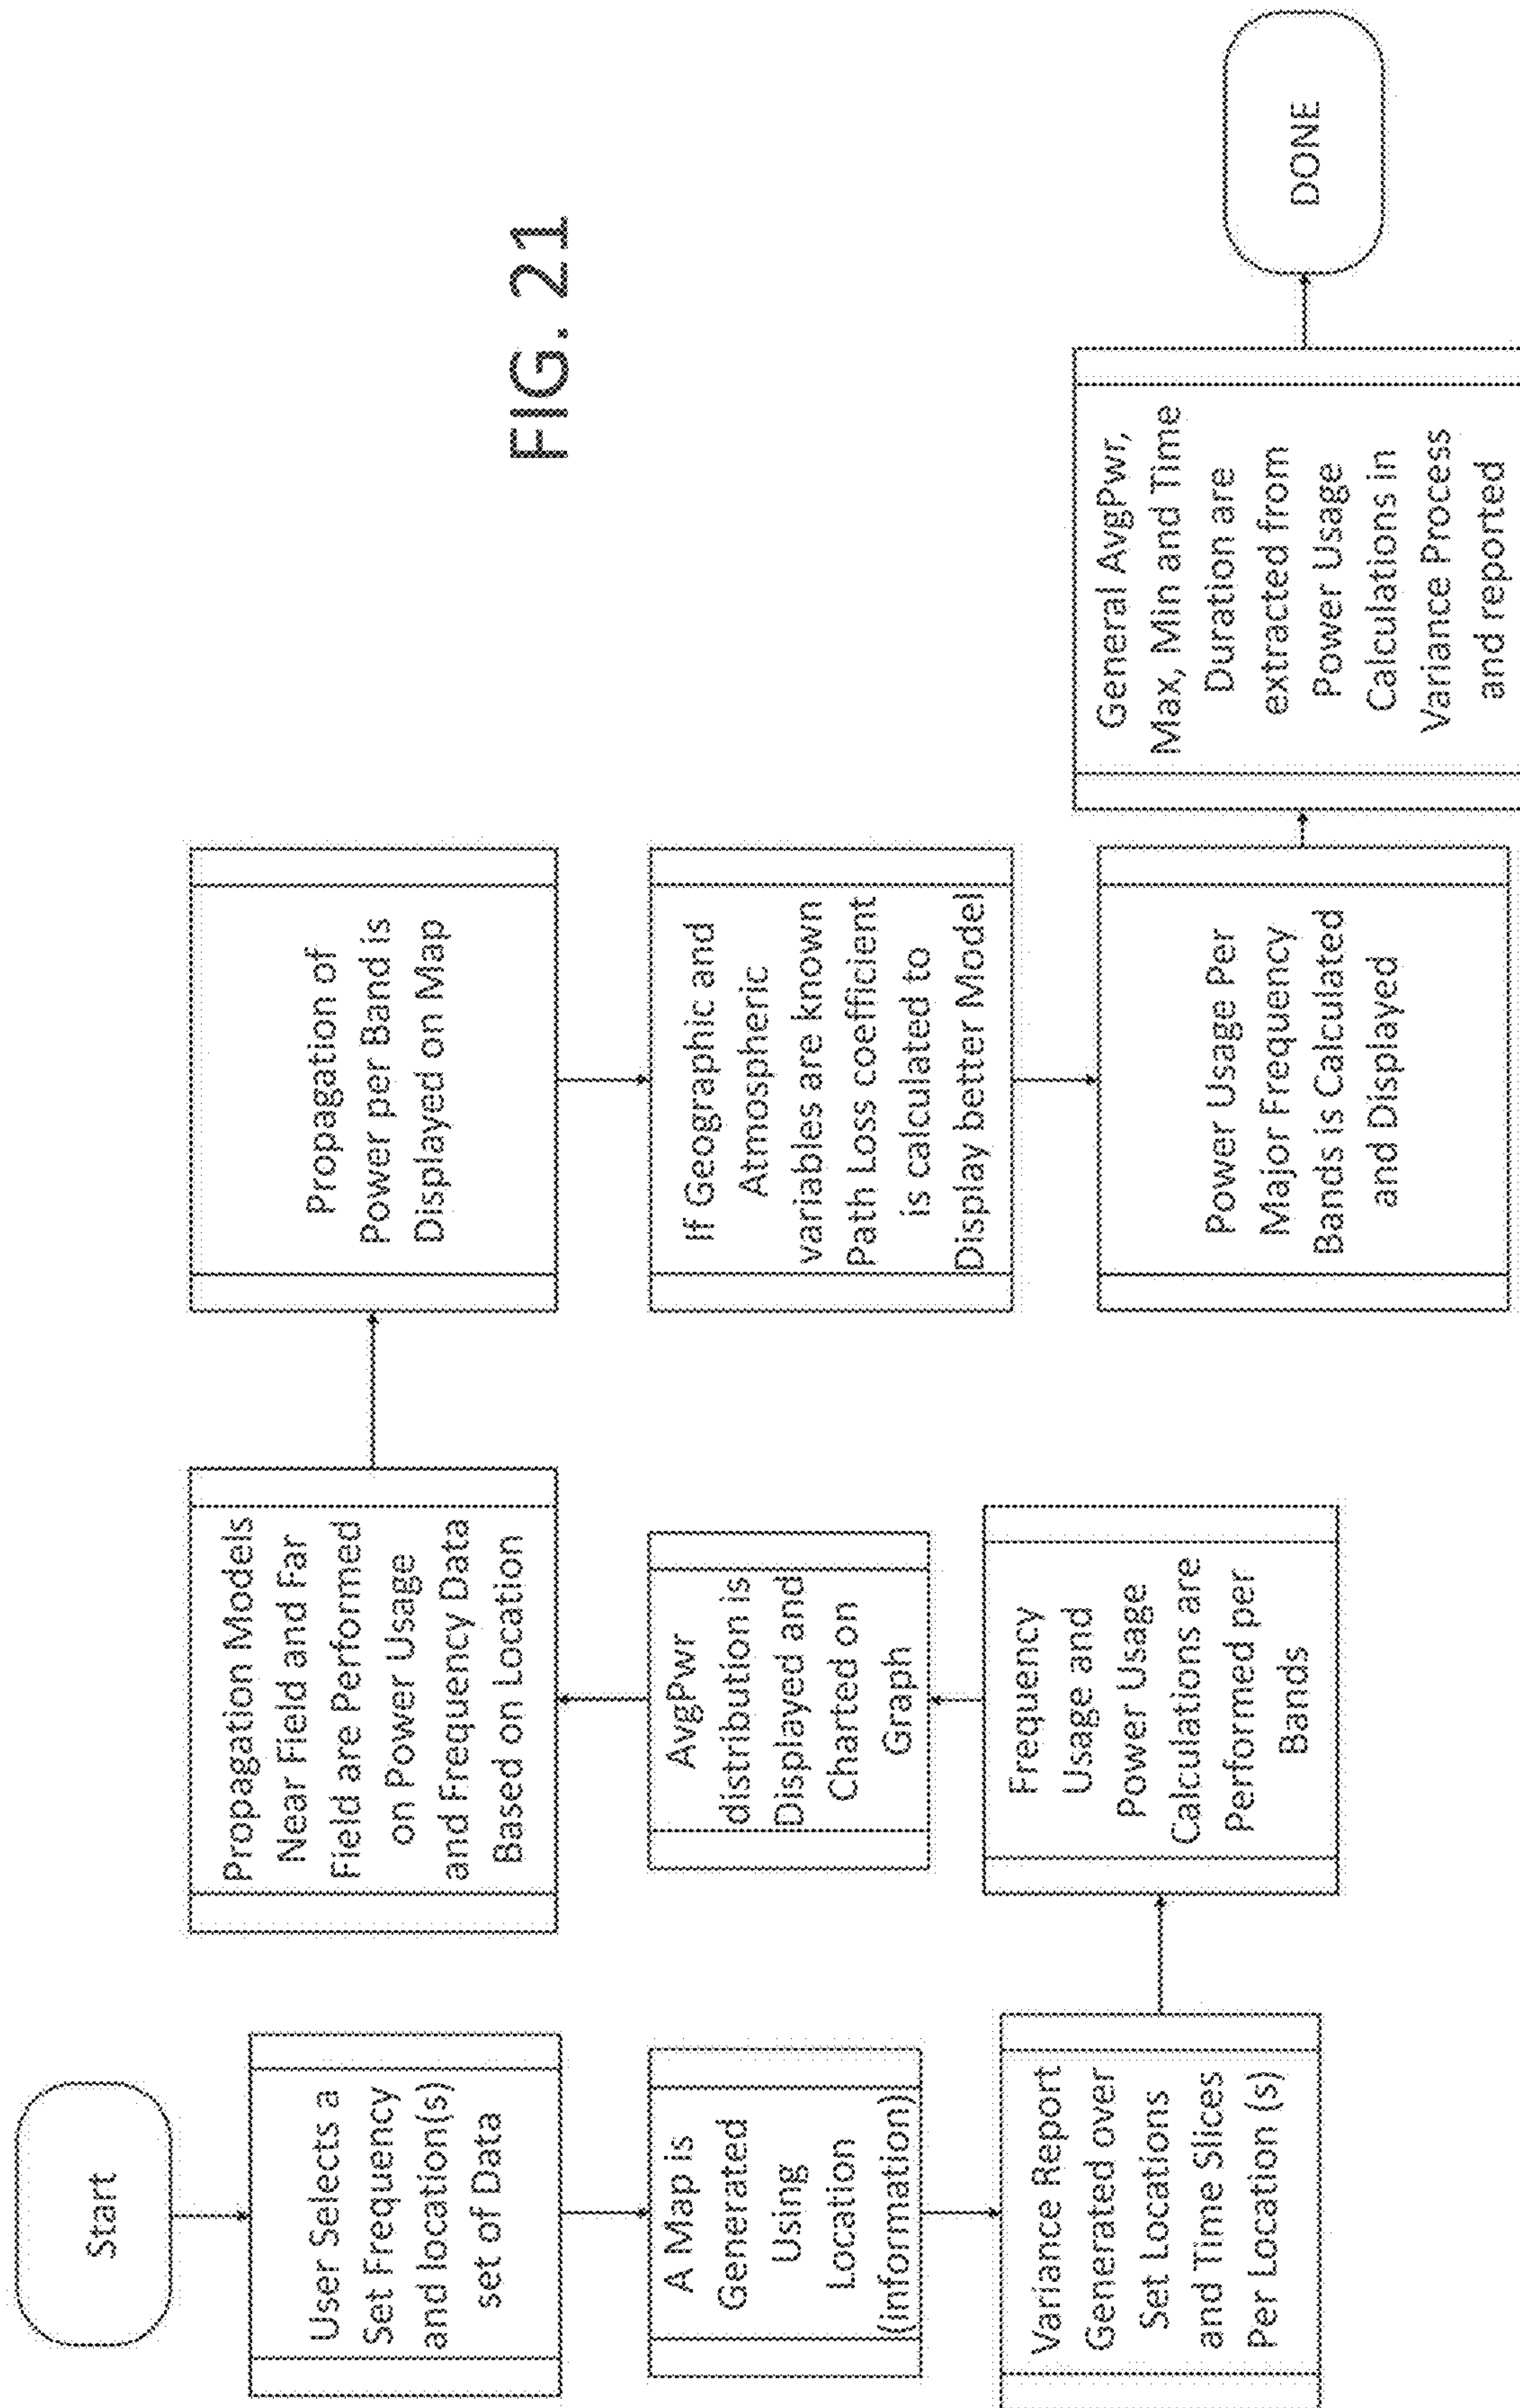 FIG. 21
Start
User Selects a
Set Frequency
and location(s)
set of Data
A Map is
Generated
Using
Location
(information)
Variance Report
Generated over
Set Locations
and Time Slices
Per Location (s)
Frequency
Usage and
Power Usage
Calculations are
Performed per
Bands
AvgPwr
distribution is
Displayed and
Charted on
Graph
Propagation Models
Near Field and Far
Field are Performed
on Power Usage
and Frequency Data
Based on Location
Propagation of
Power per Band is
Displayed on Map
If Geographic and
Atmospheric
variables are known
Path Loss coefficient
is calculated to
Display better Model
Power Usage Per
Major Frequency
Bands is Calculated
and Displayed
General AvgPwr,
Max, Min and Time
Duration are
extracted from
Power Usage
Calculations in
Variance Process
and reported
DONE